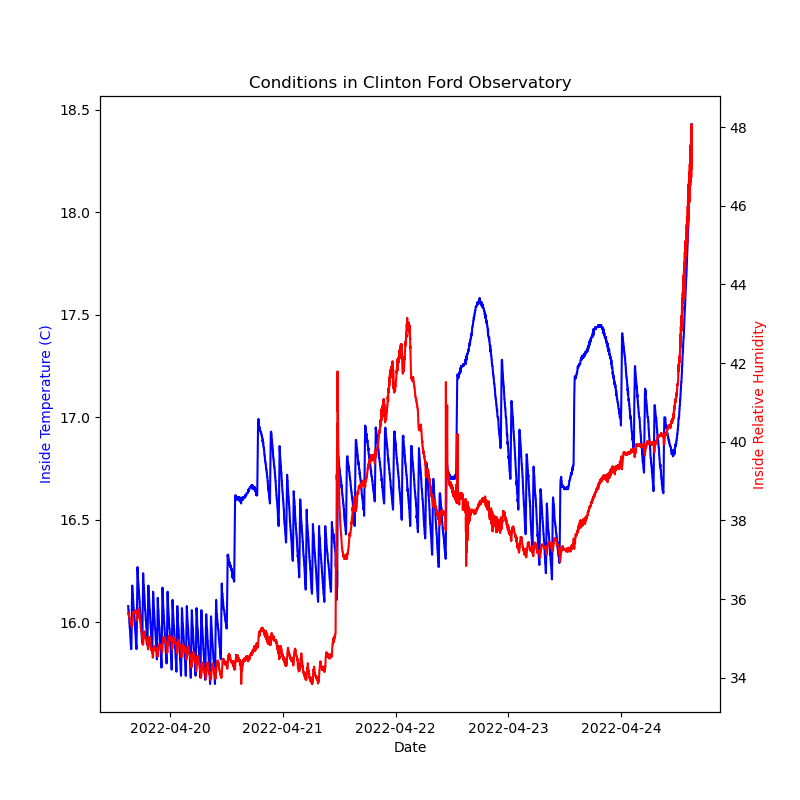 Conditions in Clinton Ford Observatory
18.5
18.0
17.5
17.0
16.5
16.0
Inside Temperature (C)
48
46
44
42
40
38
36
34
Inside Relative Humidity
2022-04-20 2022-04-21 2022-04-22 2022-04-23 2022-04-24
Date